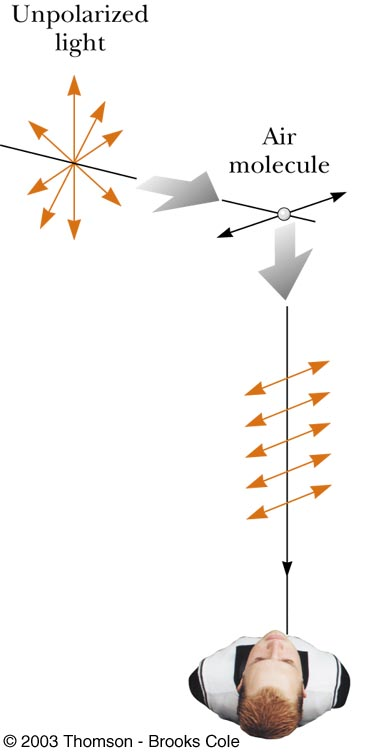 Unpolarized
light
Air
molecule
© 2003 Thomson - Brooks Cole